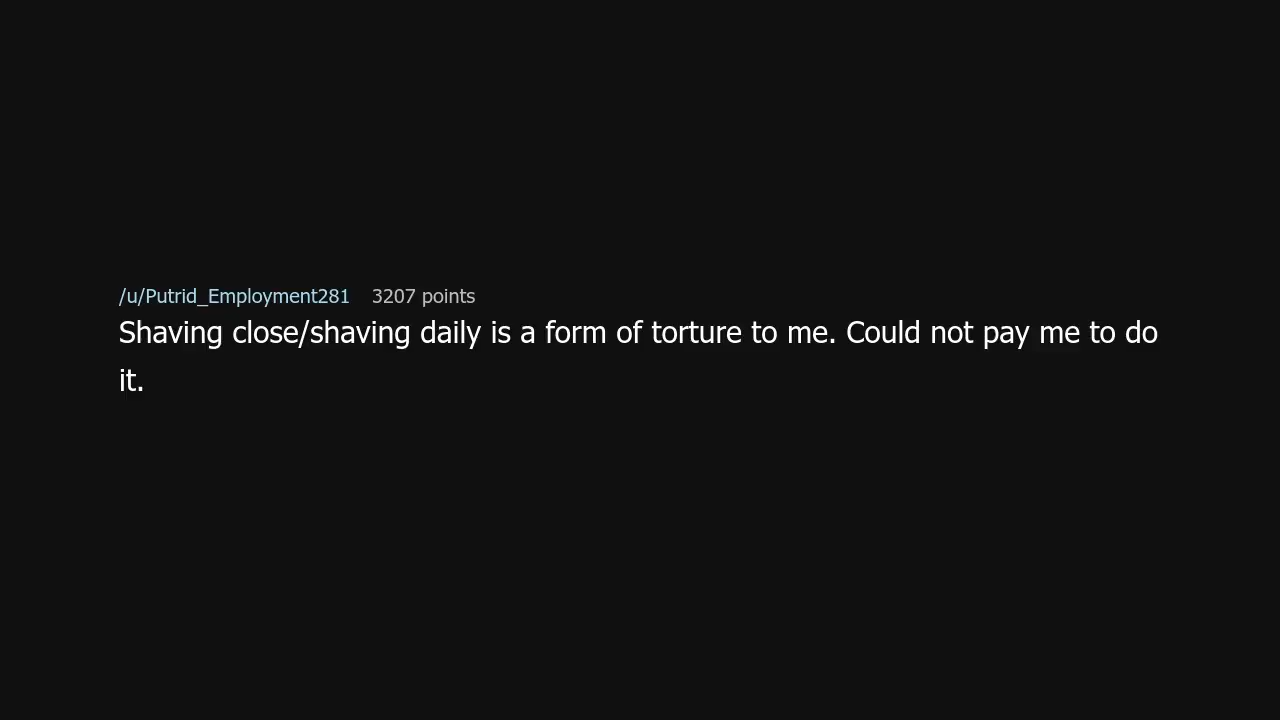 /u/Putrid_Employment281 3207 points
Shaving close/shaving daily is a form of torture to me. Could not pay me to do
it.